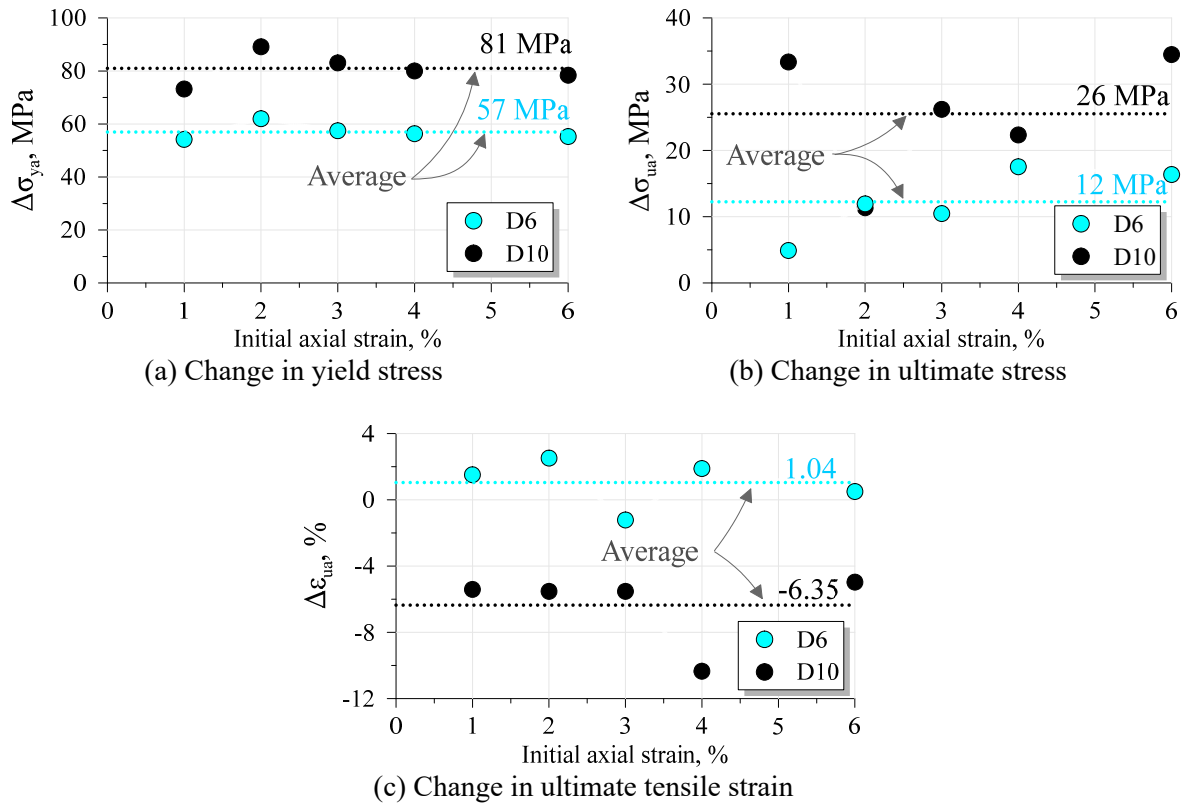 100
80
60
40
20
0
Δσya, MPa
81 MPa
57 MPa
Average
D6
D10
0 1 2 3 4 5 6
Initial axial strain, %
(a) Change in yield stress
40
30
20
10
0
Δσua, MPa
26 MPa
Average
12 MPa
D6
D10
0 1 2 3 4 5 6
Initial axial strain, %
(b) Change in ultimate stress
4
0
-4
-8
-12
Δεua, %
1.04
Average
-6.35
D6
D10
0 1 2 3 4 5 6
Initial axial strain, %
(c) Change in ultimate tensile strain